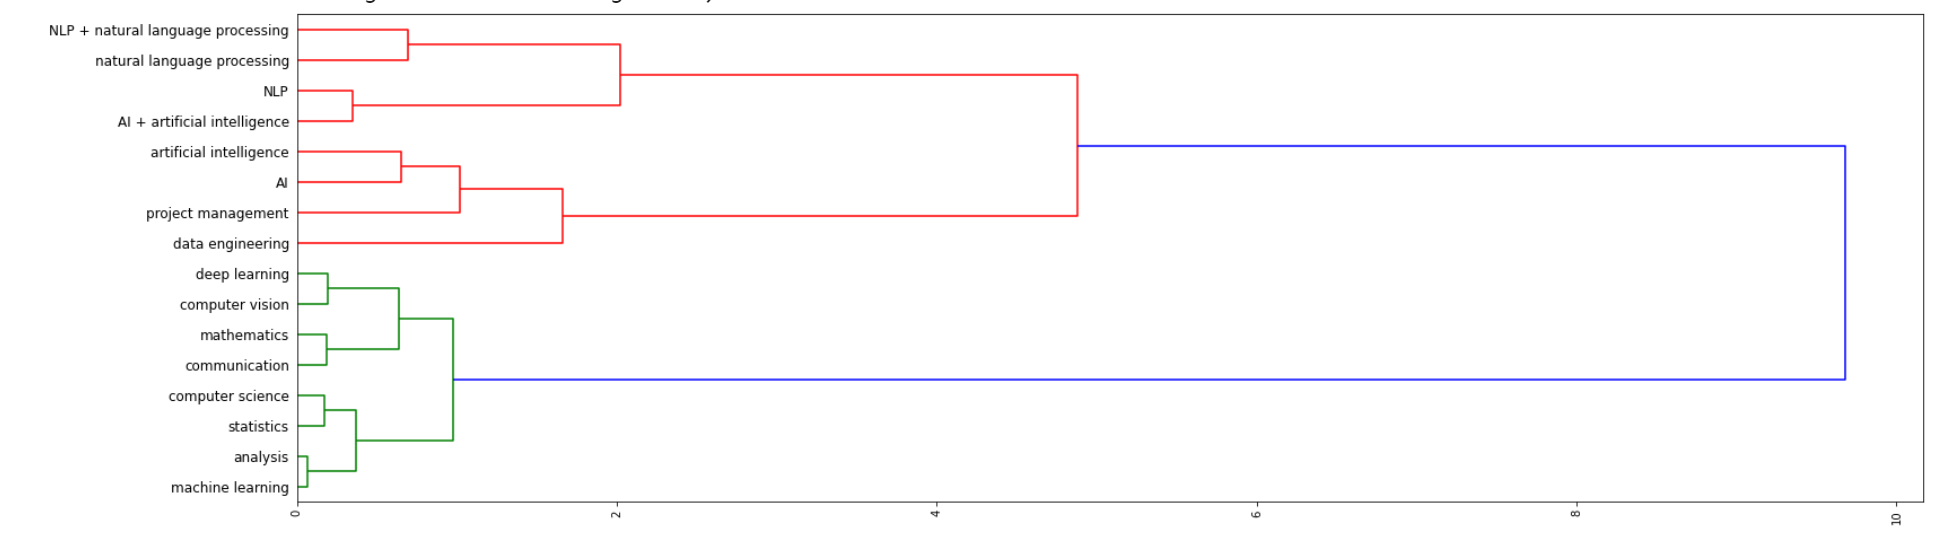 NLP + natural language processing
natural language processing
NLP
AI + artificial intelligence
artificial intelligence
AI
project management
data engineering
deep learning
computer vision
mathematics
communication
computer science
statistics
analysis
machine learning
0 2 4 6 8 10